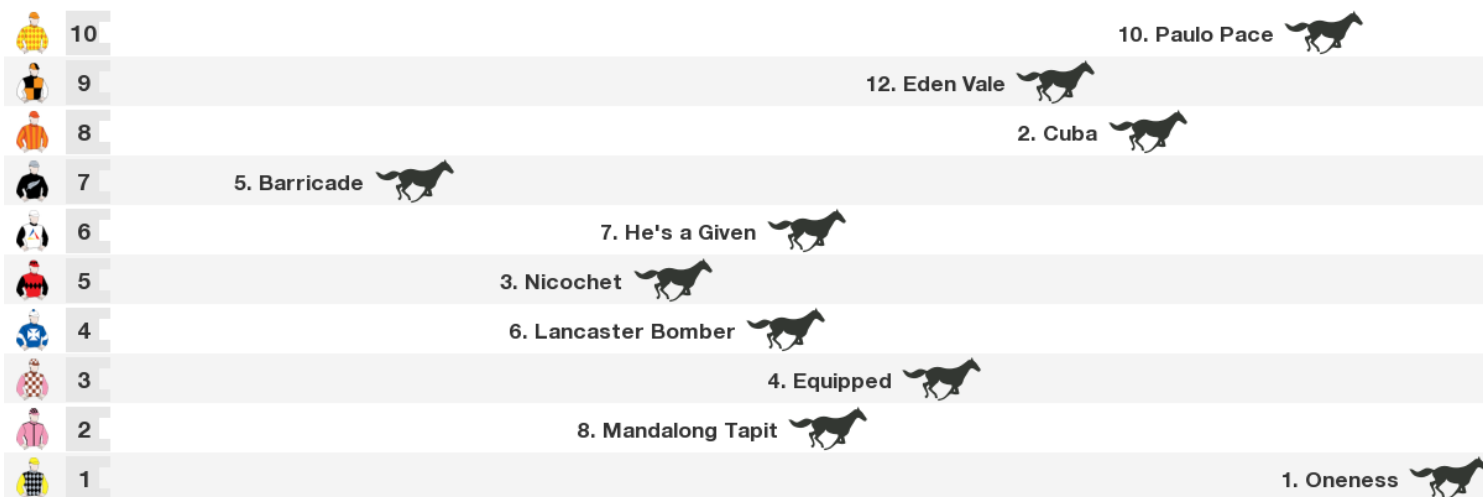 10 10. Paulo Pace
9 12. Eden Vale
8 2. Cuba
7 5. Barricade
6 7. He's a Given
5 3. Nicochet
4 6. Lancaster Bomber
3 4. Equipped
2 8. Mandalong Tapit
1 1. Oneness